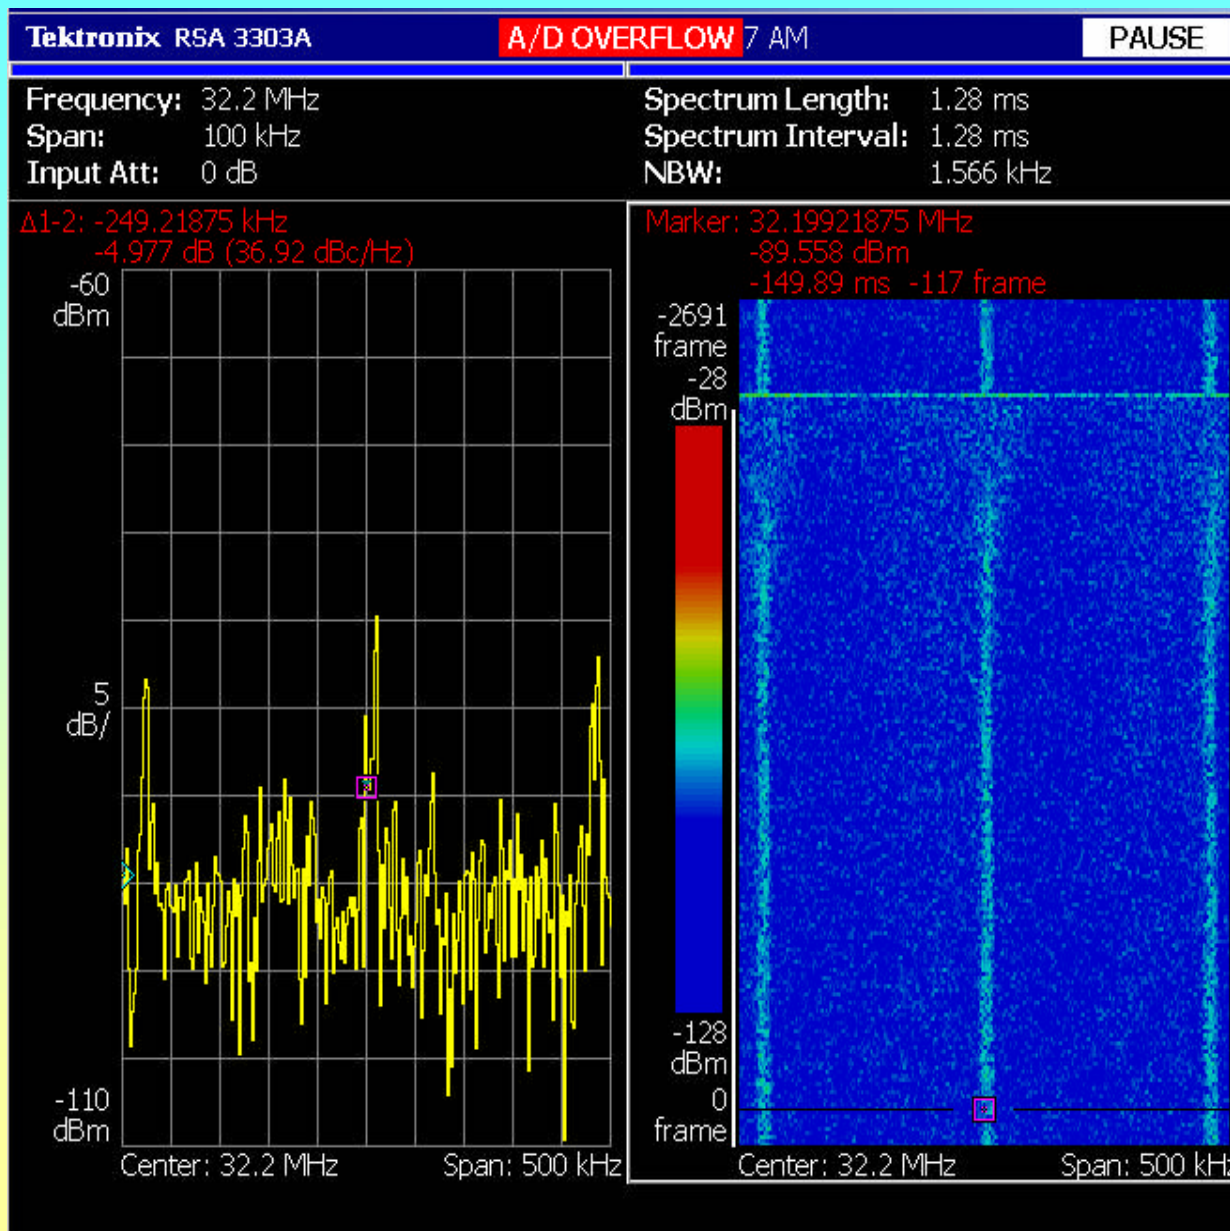 Tektronix RSA 3303A A/D OVERFLOW 7 AM PAUSE
Frequency: 32.2 MHz
Span: 100 kHz
Input Att: 0 dB
Spectrum Length: 1.28 ms
Spectrum Interval: 1.28 ms
NBW: 1.566 kHz
Δ1-2: -249.21875 kHz
-4.977 dB (36.92 dBc/Hz)
-60
dBm
5
dB/
-110
dBm
Center: 32.2 MHz Span: 500 kHz
Marker: 32.19921875 MHz
-89.558 dBm
-149.89 ms -117 frame
-2691
frame
-28
dBm
-128
dBm
0
frame
Center: 32.2 MHz Span: 500 kHz